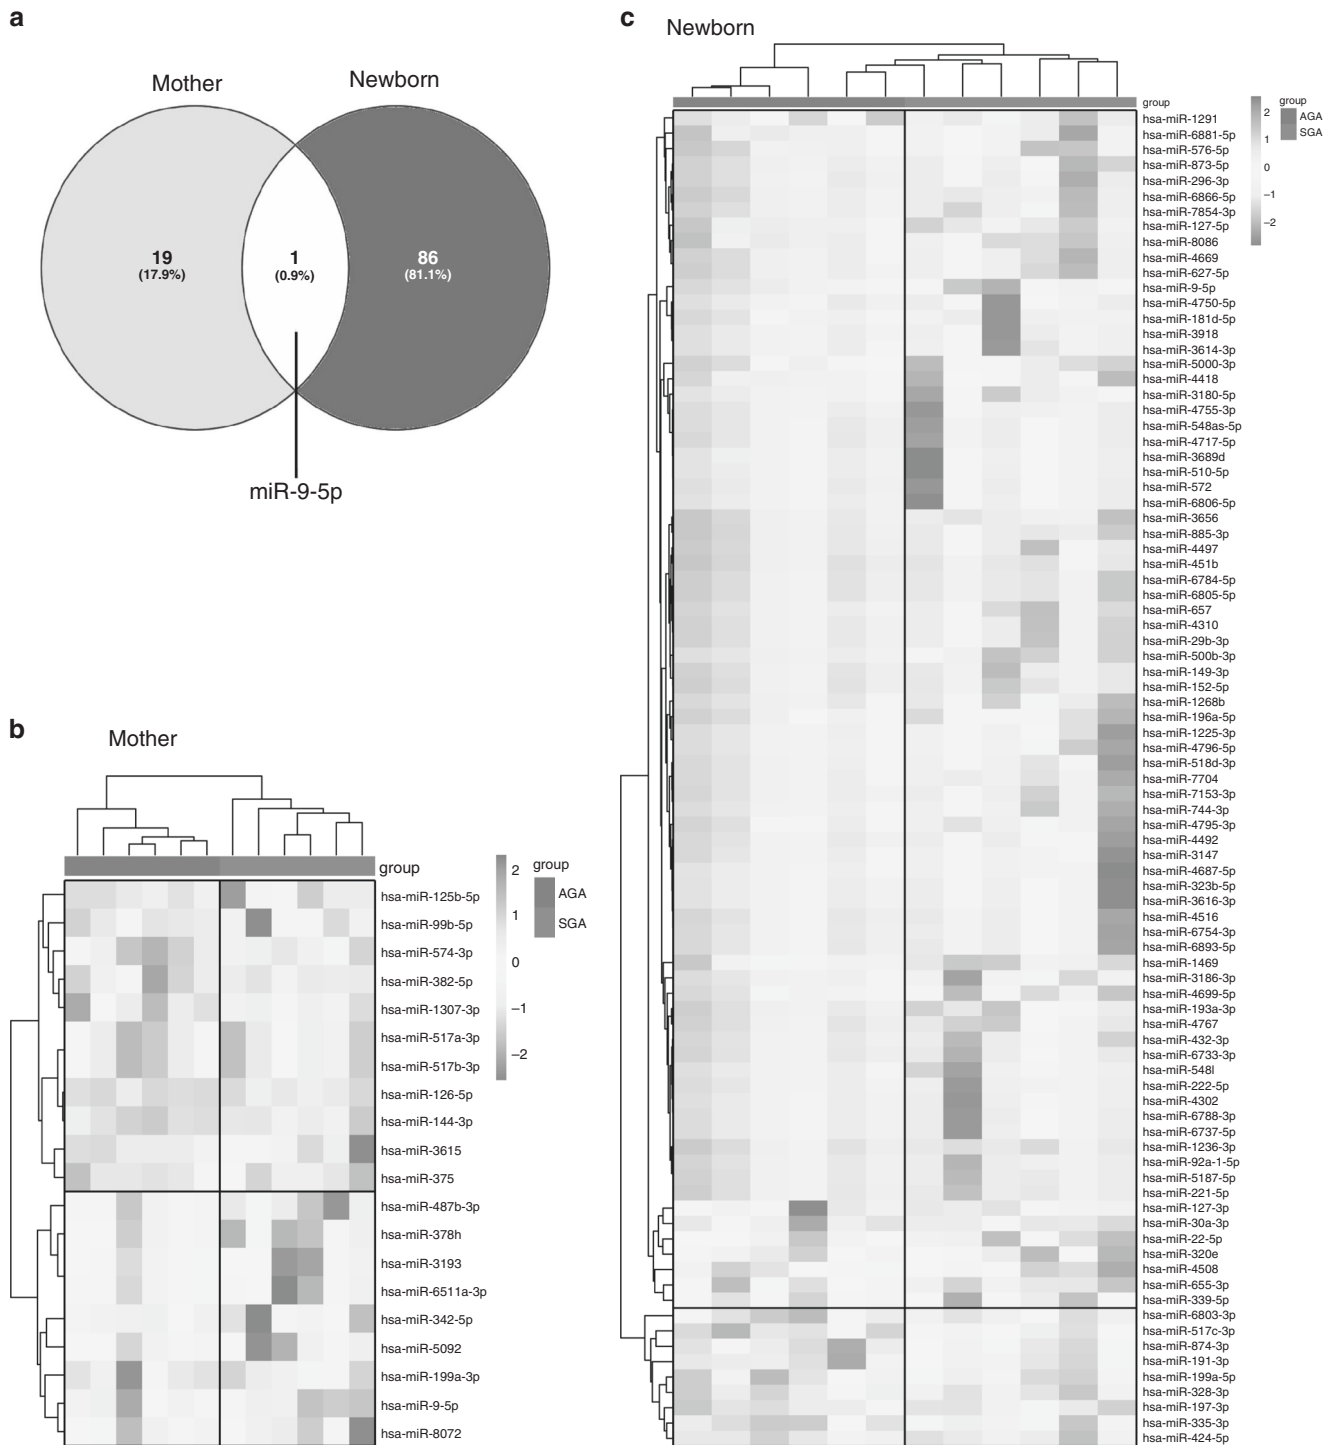 a
Mother
Newborn
19
(17.9%)
1
(0.9%)
86
(81.1%)
miR-9-5p
b
Mother
group
hsa-miR-125b-5p
hsa-miR-99b-5p
hsa-miR-574-3p
hsa-miR-382-5p
hsa-miR-1307-3p
hsa-miR-517a-3p
hsa-miR-517b-3p
hsa-miR-126-5p
hsa-miR-144-3p
hsa-miR-3615
hsa-miR-375
hsa-miR-487b-3p
hsa-miR-378h
hsa-miR-3193
hsa-miR-6511a-3p
hsa-miR-342-5p
hsa-miR-5092
hsa-miR-199a-3p
hsa-miR-9-5p
hsa-miR-8072
2
1
0
−1
−2
group
AGA
SGA
c
Newborn
group
hsa-miR-1291
hsa-miR-6881-5p
hsa-miR-576-5p
hsa-miR-873-5p
hsa-miR-296-3p
hsa-miR-6866-5p
hsa-miR-7854-3p
hsa-miR-127-5p
hsa-miR-8086
hsa-miR-4669
hsa-miR-627-5p
hsa-miR-9-5p
hsa-miR-4750-5p
hsa-miR-181d-5p
hsa-miR-3918
hsa-miR-3614-3p
hsa-miR-5000-3p
hsa-miR-4418
hsa-miR-3180-5p
hsa-miR-4755-3p
hsa-miR-548as-5p
hsa-miR-4717-5p
hsa-miR-3689d
hsa-miR-510-5p
hsa-miR-572
hsa-miR-6806-5p
hsa-miR-3656
hsa-miR-885-3p
hsa-miR-4497
hsa-miR-451b
hsa-miR-6784-5p
hsa-miR-6805-5p
hsa-miR-657
hsa-miR-4310
hsa-miR-29b-3p
hsa-miR-500b-3p
hsa-miR-149-3p
hsa-miR-152-5p
hsa-miR-1268b
hsa-miR-196a-5p
hsa-miR-1225-3p
hsa-miR-4796-5p
hsa-miR-518d-3p
hsa-miR-7704
hsa-miR-7153-3p
hsa-miR-744-3p
hsa-miR-4795-3p
hsa-miR-4492
hsa-miR-3147
hsa-miR-4687-5p
hsa-miR-323b-5p
hsa-miR-3616-3p
hsa-miR-4516
hsa-miR-6754-3p
hsa-miR-6893-5p
hsa-miR-1469
hsa-miR-3186-3p
hsa-miR-4699-5p
hsa-miR-193a-3p
hsa-miR-4767
hsa-miR-432-3p
hsa-miR-6733-3p
hsa-miR-548l
hsa-miR-222-5p
hsa-miR-4302
hsa-miR-6788-3p
hsa-miR-6737-5p
hsa-miR-1236-3p
hsa-miR-92a-1-5p
hsa-miR-5187-5p
hsa-miR-221-5p
hsa-miR-127-3p
hsa-miR-30a-3p
hsa-miR-22-5p
hsa-miR-320e
hsa-miR-4508
hsa-miR-655-3p
hsa-miR-339-5p
hsa-miR-6803-3p
hsa-miR-517c-3p
hsa-miR-874-3p
hsa-miR-191-3p
hsa-miR-199a-5p
hsa-miR-328-3p
hsa-miR-197-3p
hsa-miR-335-3p
hsa-miR-424-5p
2
1
0
−1
−2
group
AGA
SGA